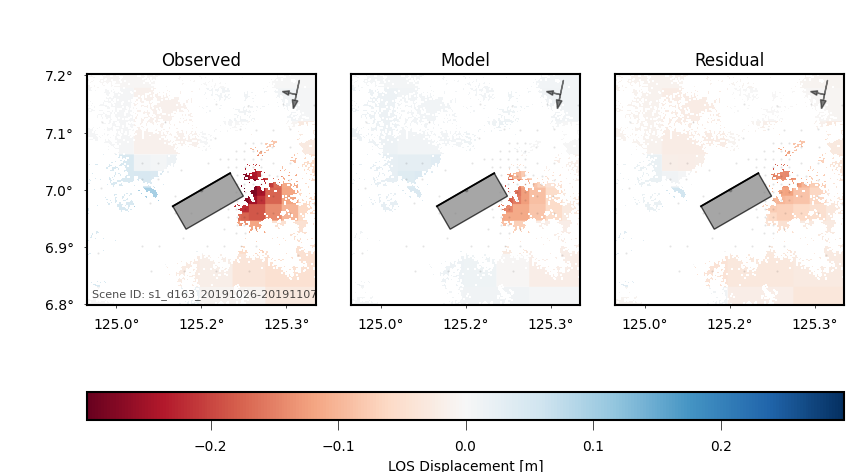 Observed Model Residual
7.2°
7.1°
7.0°
6.9°
6.8°
Scene ID: s1_d163_20191026-20191107
125.0° 125.2° 125.3° 125.0° 125.2° 125.3° 125.0° 125.2° 125.3°
−0.2 −0.1 0.0 0.1 0.2
LOS Displacement [m]